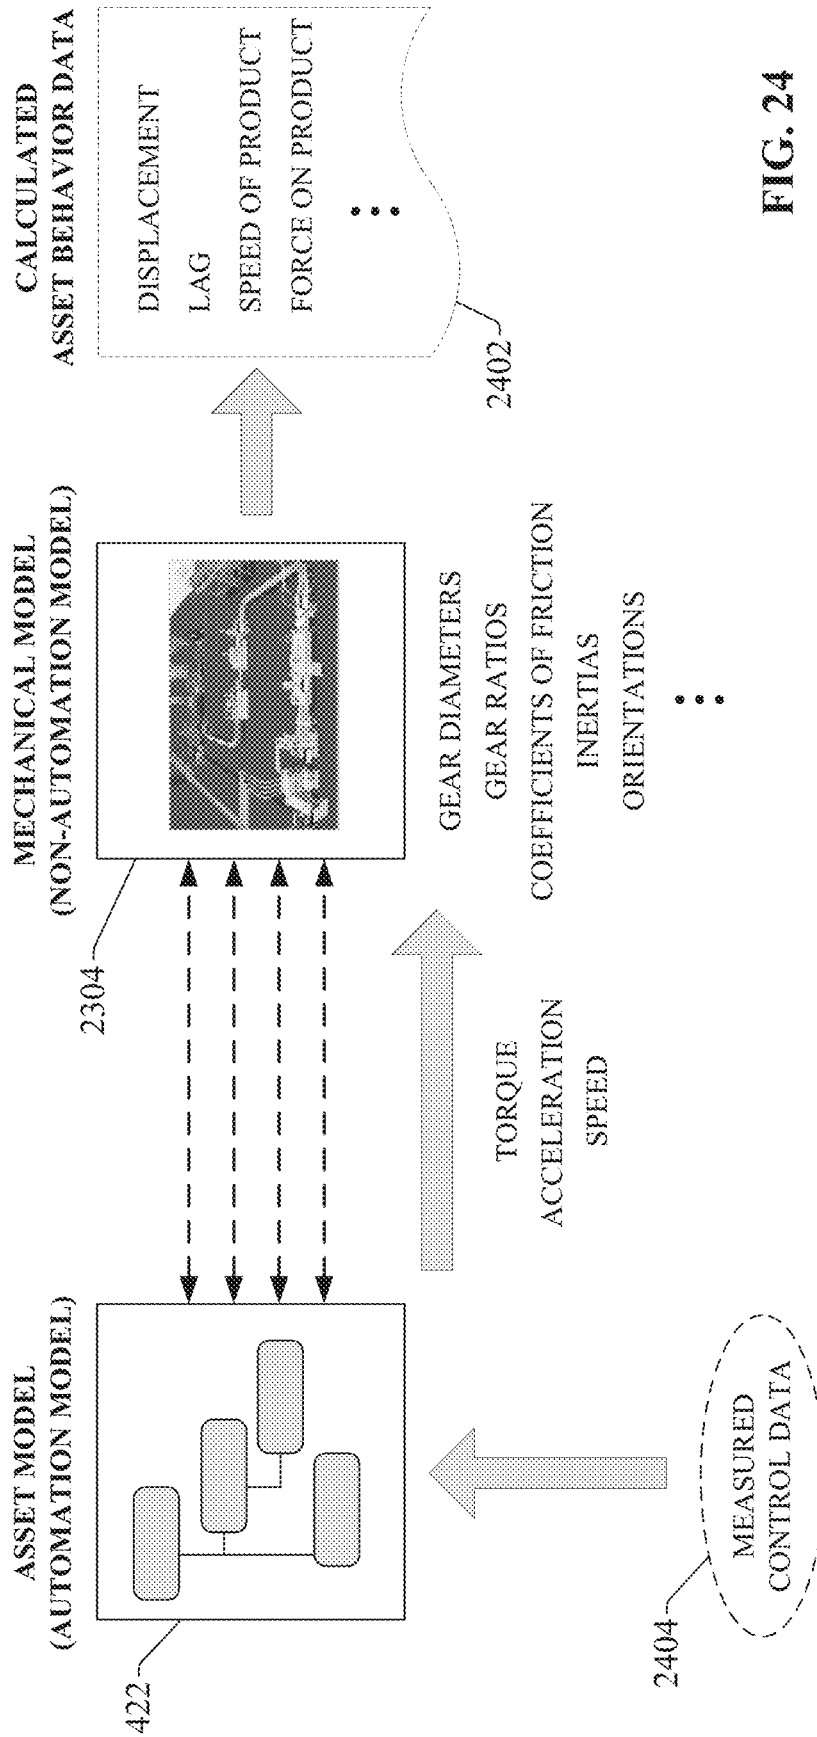 ASSET MODEL
(AUTOMATION MODEL)
422
MECHANICAL MODEL
(NON-AUTOMATION MODEL)
2304
CALCULATED
ASSET BEHAVIOR DATA
DISPLACEMENT
LAG
SPEED OF PRODUCT
FORCE ON PRODUCT
•••
2402
TORQUE
ACCELERATION
SPEED
GEAR DIAMETERS
GEAR RATIOS
COEFFICIENTS OF FRICTION
INERTIAS
ORIENTATIONS
•••
MEASURED
CONTROL DATA
2404
FIG. 24